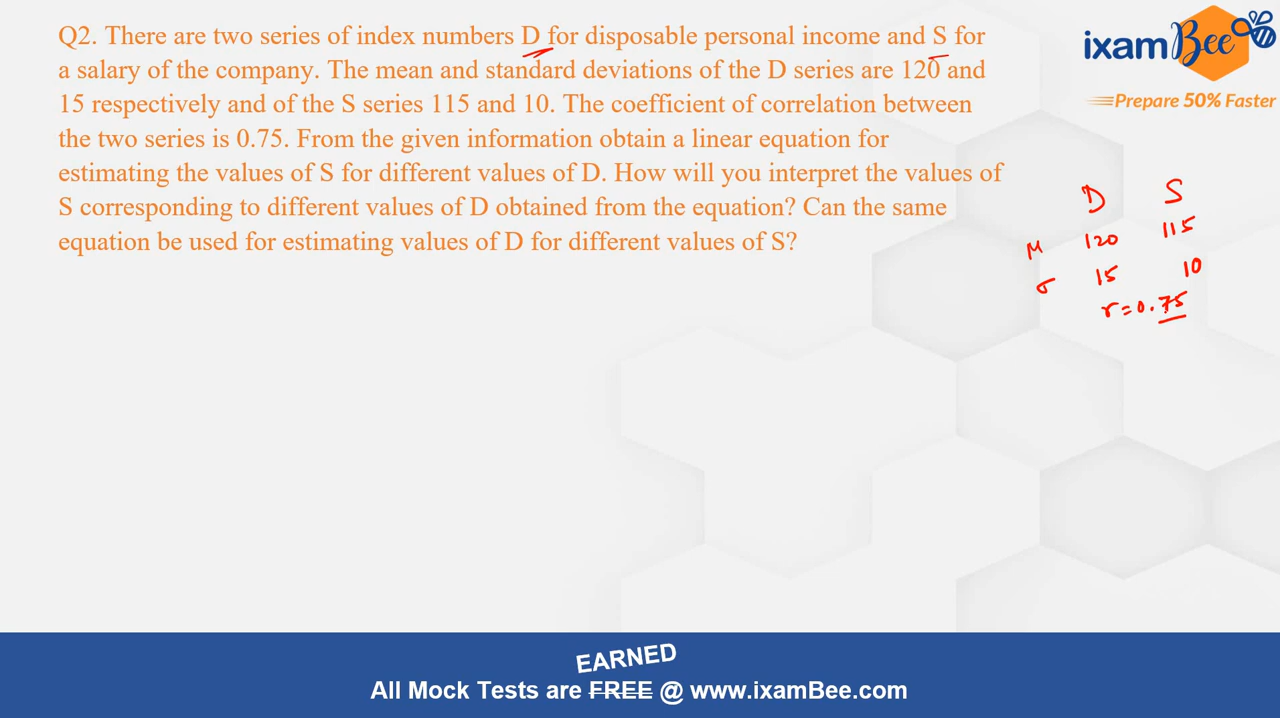 Q2. There are two series of index numbers D for disposable personal income and S for
a salary of the company. The mean and standard deviations of the D series are 120 and
15 respectively and of the S series 115 and 10. The coefficient of correlation between
the two series is 0.75. From the given information obtain a linear equation for
estimating the values of S for different values of D. How will you interpret the values of
S corresponding to different values of D obtained from the equation? Can the same
equation be used for estimating values of D for different values of S?
ixamBee
Prepare 50% Faster
D S
μ 120 115
σ 15 10
r=0.75
EARNED
All Mock Tests are FREE @ www.ixamBee.com